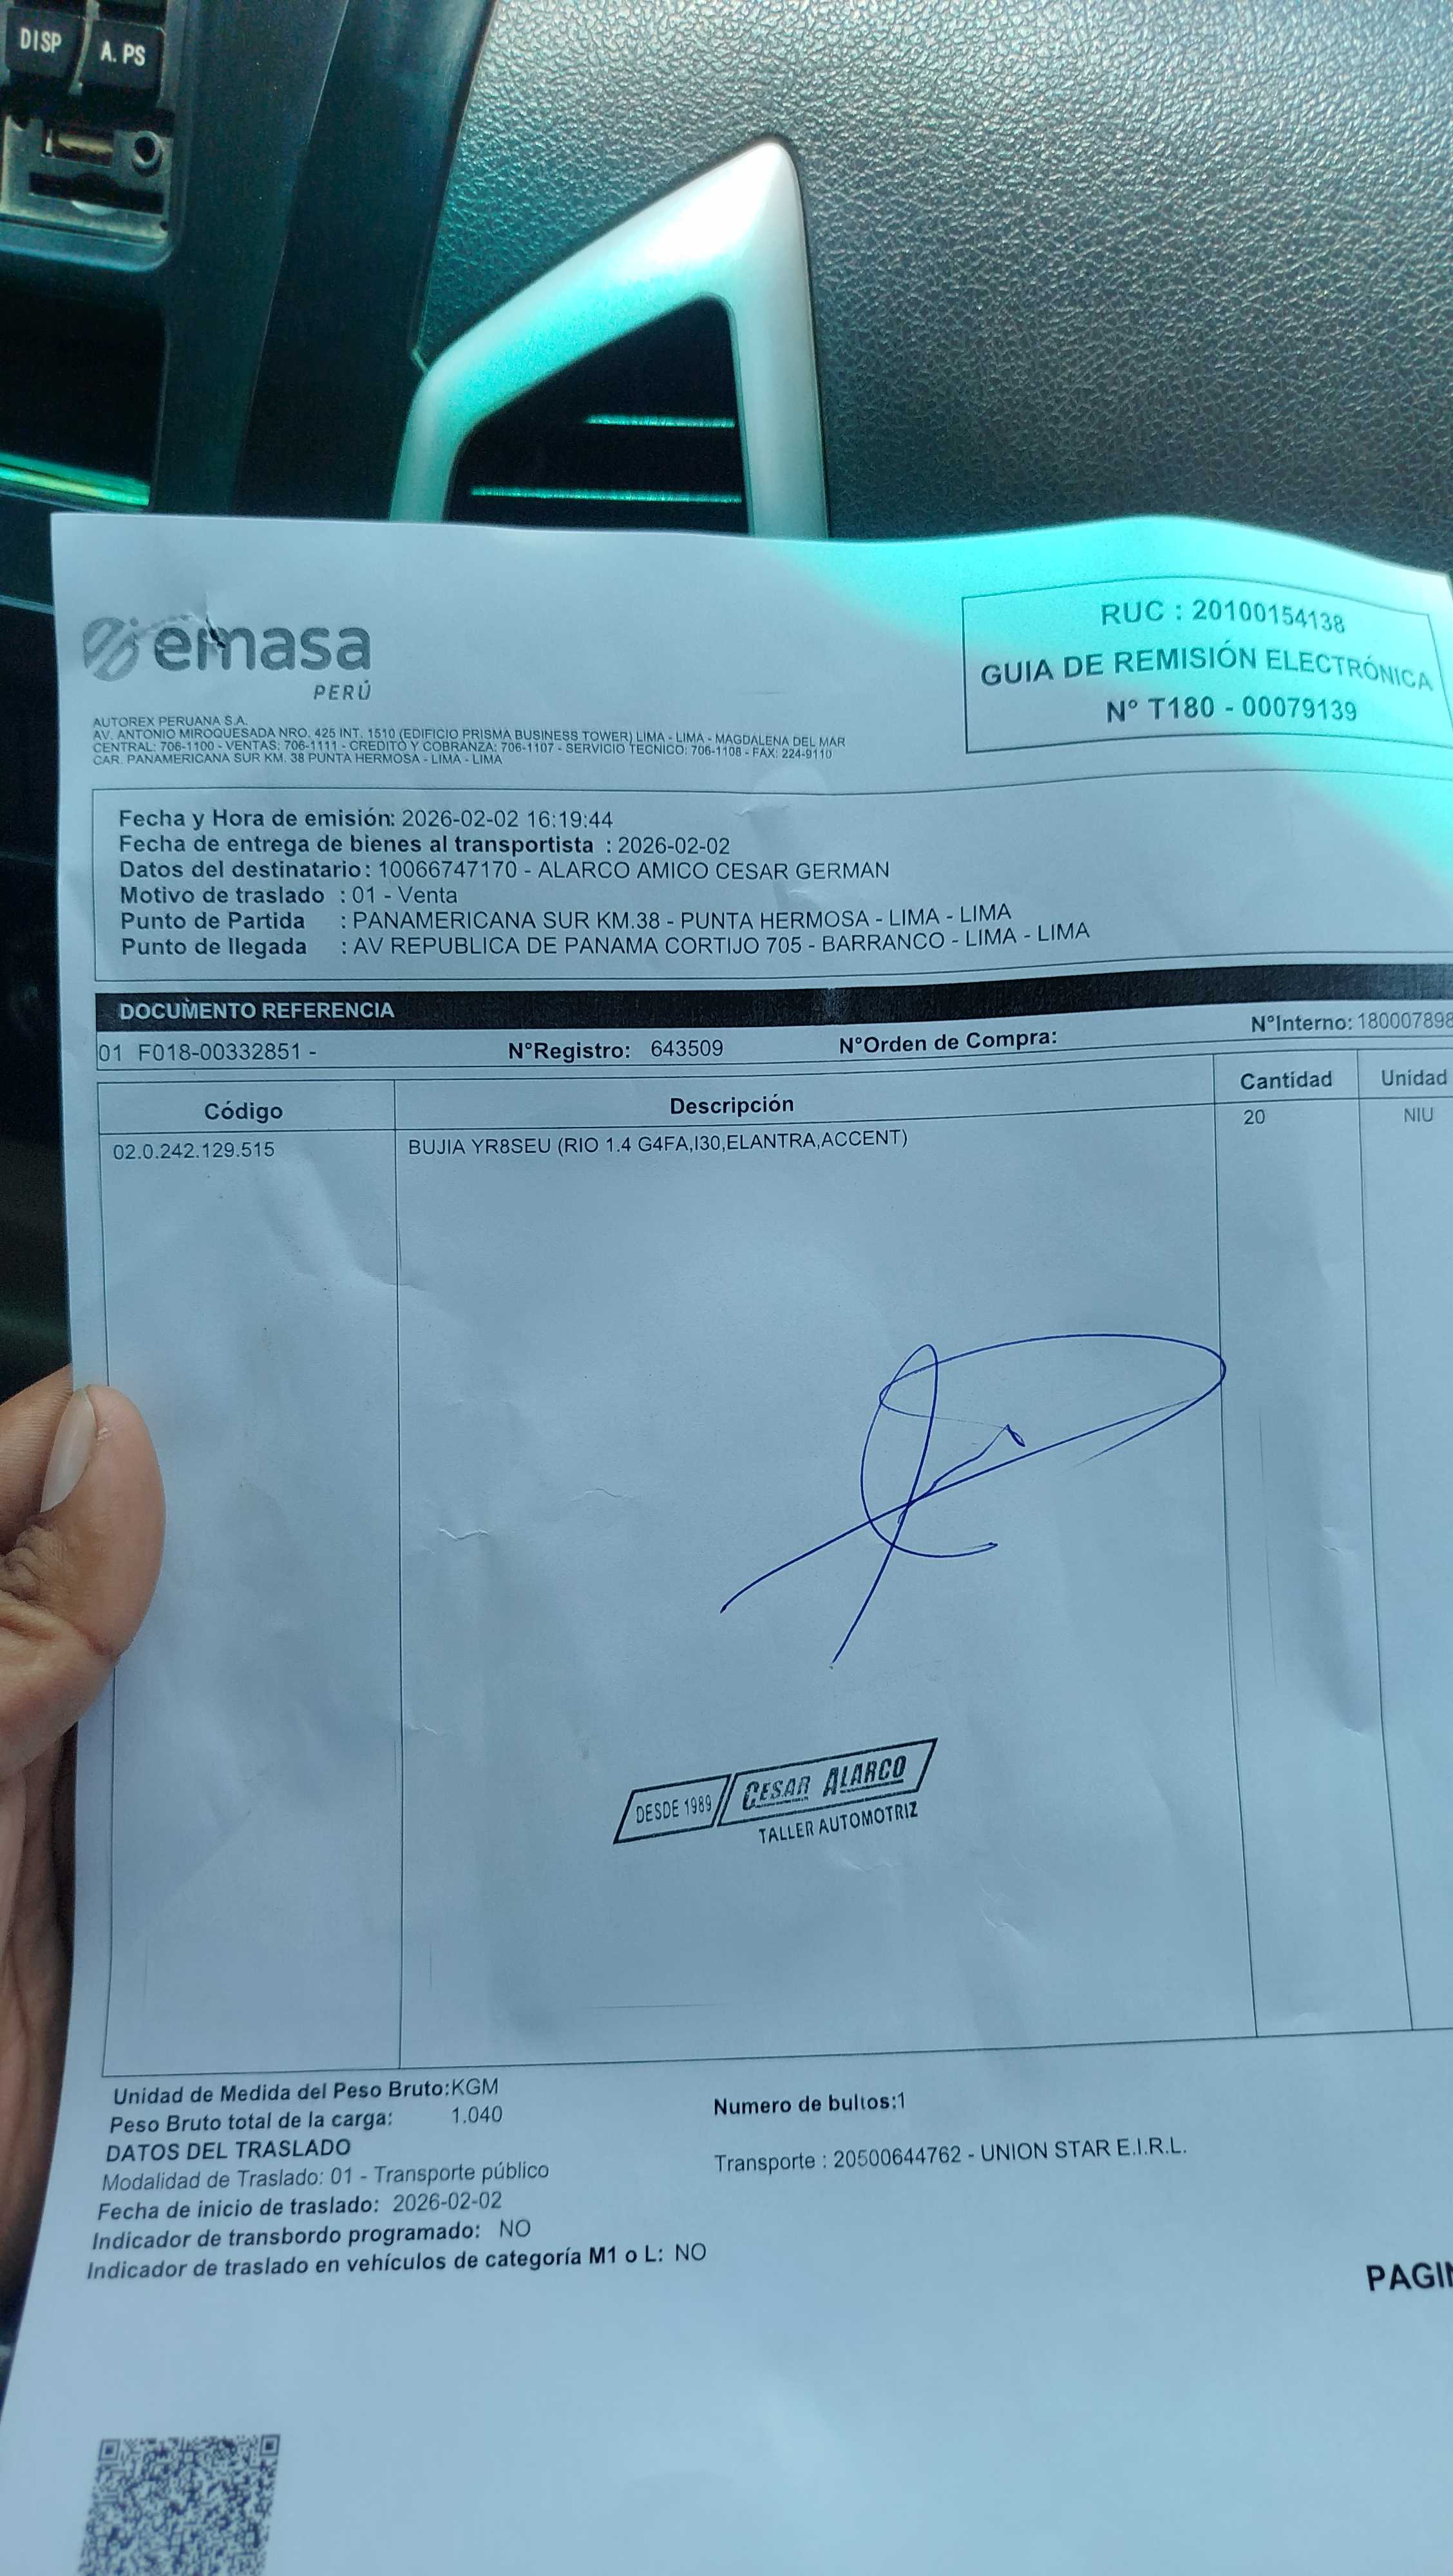 DISP
A.PS
emasa
PERÚ
RUC : 20100154138
GUIA DE REMISIÓN ELECTRÓNICA
N° T180 - 00079139
AUTOREX PERUANA S.A.
AV. ANTONIO MIROQUESADA NRO. 425 INT. 1510 (EDIFICIO PRISMA BUSINESS TOWER) LIMA - LIMA - MAGDALENA DEL MAR
CENTRAL: 706-1100 - VENTAS: 706-1111 - CREDITO Y COBRANZA: 706-1107 - SERVICIO TECNICO: 706-1108 - FAX: 224-9110
CAR. PANAMERICANA SUR KM. 38 PUNTA HERMOSA - LIMA - LIMA
Fecha y Hora de emisión: 2026-02-02 16:19:44
Fecha de entrega de bienes al transportista : 2026-02-02
Datos del destinatario : 10066747170 - ALARCO AMICO CESAR GERMAN
Motivo de traslado : 01 - Venta
Punto de Partida : PANAMERICANA SUR KM.38 - PUNTA HERMOSA - LIMA - LIMA
Punto de llegada : AV REPUBLICA DE PANAMA CORTIJO 705 - BARRANCO - LIMA - LIMA
DOCUMENTO REFERENCIA
01 F018-00332851 - N°Registro: 643509 N°Orden de Compra: N°Interno: 180007898
Código Descripción Cantidad Unidad
02.0.242.129.515 BUJIA YR8SEU (RIO 1.4 G4FA,I30,ELANTRA,ACCENT) 20 NIU
DESDE 1989 CESAR ALARCO
TALLER AUTOMOTRIZ
Unidad de Medida del Peso Bruto:KGM
Peso Bruto total de la carga: 1.040 Numero de bultos:1
DATOS DEL TRASLADO
Modalidad de Traslado: 01 - Transporte público Transporte : 20500644762 - UNION STAR E.I.R.L.
Fecha de inicio de traslado: 2026-02-02
Indicador de transbordo programado: NO
Indicador de traslado en vehículos de categoría M1 o L: NO
PAGIN